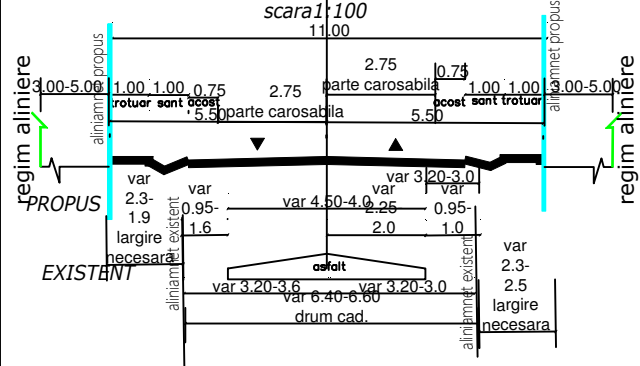 scara1:100
11.00
aliniamnet propus
aliniamnet propus
regim aliniere
regim aliniere
3.00-5.00
1.00
1.00
0.75
2.75
2.75
parte carosabila
0.75
1.00
1.00
3.00-5.00
trotuar
sant
acost
parte carosabila
acost
sant
trotuar
5.50
5.50
PROPUS
var
2.3-
1.9
largire
necesara
aliniamnet existent
var
0.95-
1.6
var 4.50-4.0
var 3.20-3.0
var
2.25
2.0
var
0.95-
1.0
EXISTENT
asfalt
var 3.20-3.6
var 3.20-3.0
var 6.40-6.60
drum cad.
aliniamnet existent
var
2.3-
2.5
largire
necesara